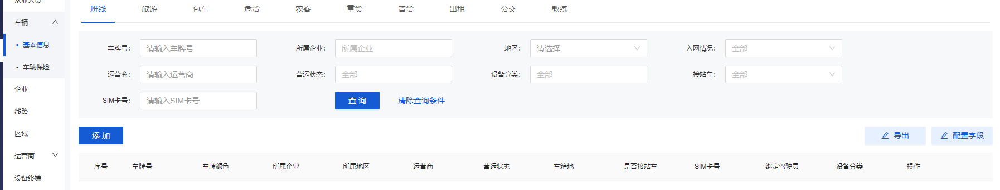 从业人员
车辆
基本信息
车辆保险
企业
线路
区域
运营商
设备终端
班线 旅游 包车 危货 农客 重货 普货 出租 公交 教练
车牌号: 请输入车牌号 所属企业: 所属企业 地区: 请选择 入网情况: 全部
运营商: 请输入运营商 营运状态: 全部 设备分类: 全部 接站车: 全部
SIM卡号: 请输入SIM卡号 查 询 清除查询条件
添 加 导出 配置字段
序号 车牌号 车牌颜色 所属企业 所属地区 运营商 营运状态 车籍地 是否接站车 SIM卡号 绑定驾驶员 设备分类 操作